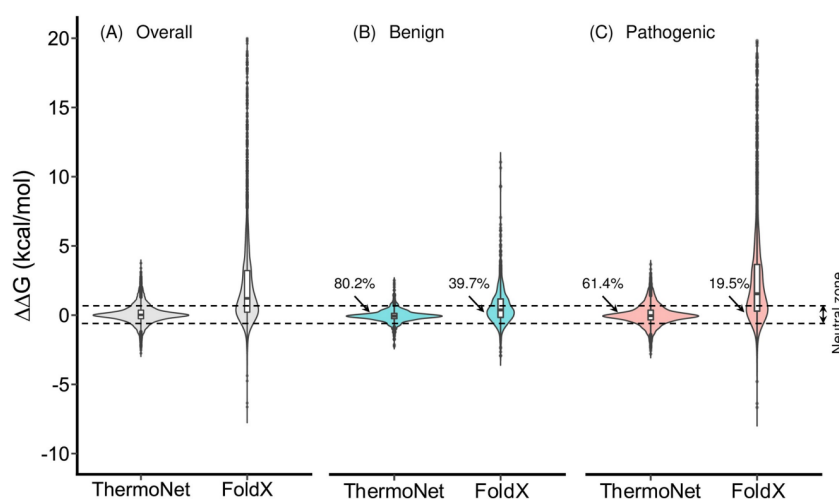 (A) Overall
(B) Benign
(C) Pathogenic
ΔΔG (kcal/mol)
20
15
10
5
0
-5
-10
80.2%
39.7%
61.4%
19.5%
Neutral zone
ThermoNet
FoldX
ThermoNet
FoldX
ThermoNet
FoldX